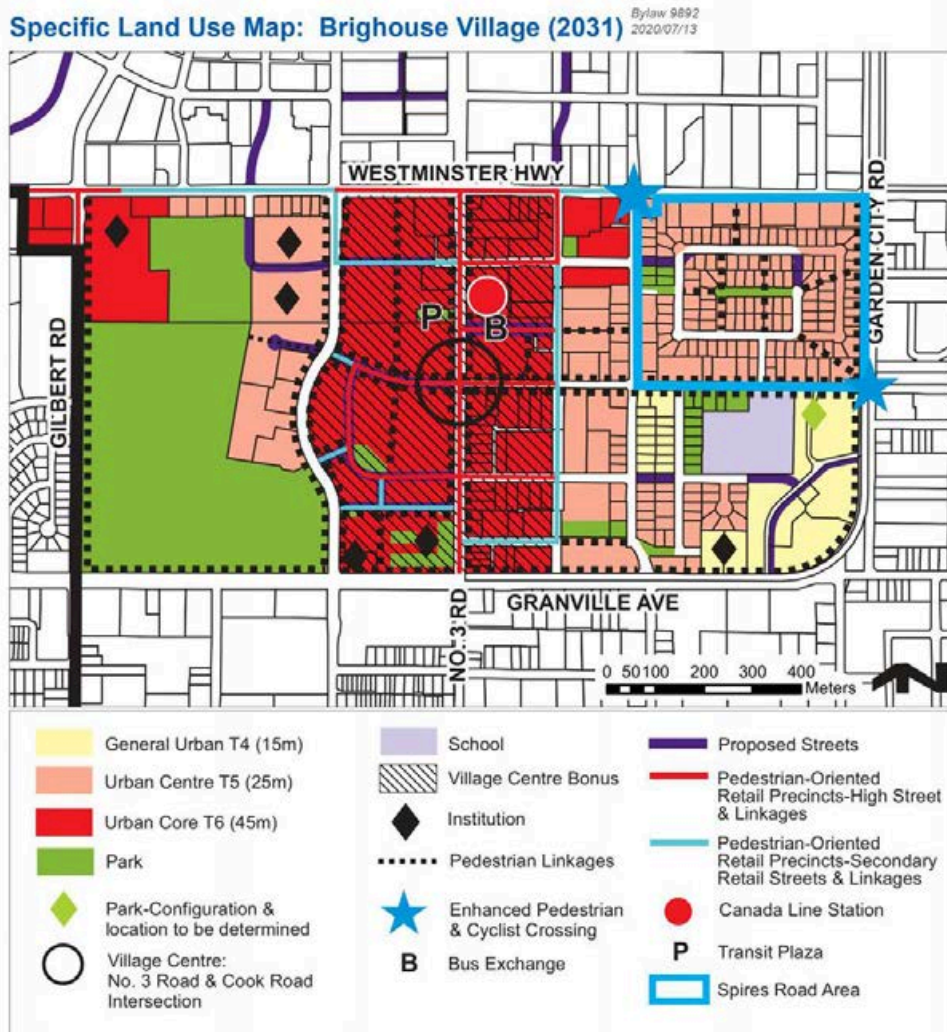 Specific Land Use Map: Brighouse Village (2031)
Bylaw 9892
2020/07/13
WESTMINSTER HWY
GARDEN CITY RD
GILBERT RD
P
B
NO. 3 RD
GRANVILLE AVE
0 50 100 200 300 400
Meters
N
General Urban T4 (15m)
Urban Centre T5 (25m)
Urban Core T6 (45m)
Park
Park-Configuration &
location to be determined
Village Centre:
No. 3 Road & Cook Road
Intersection
School
Village Centre Bonus
Institution
Pedestrian Linkages
Enhanced Pedestrian
& Cyclist Crossing
B
Bus Exchange
Proposed Streets
Pedestrian-Oriented
Retail Precincts-High Street
& Linkages
Pedestrian-Oriented
Retail Precincts-Secondary
Retail Streets & Linkages
Canada Line Station
P
Transit Plaza
Spires Road Area